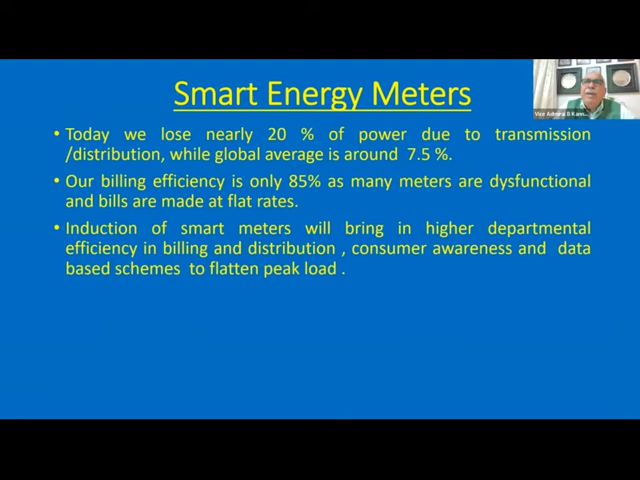 Smart Energy Meters
Vice Admiral B Kann...
• Today we lose nearly 20 % of power due to transmission
/distribution, while global average is around 7.5 %.
• Our billing efficiency is only 85% as many meters are dysfunctional
and bills are made at flat rates.
• Induction of smart meters will bring in higher departmental
efficiency in billing and distribution , consumer awareness and data
based schemes to flatten peak load .